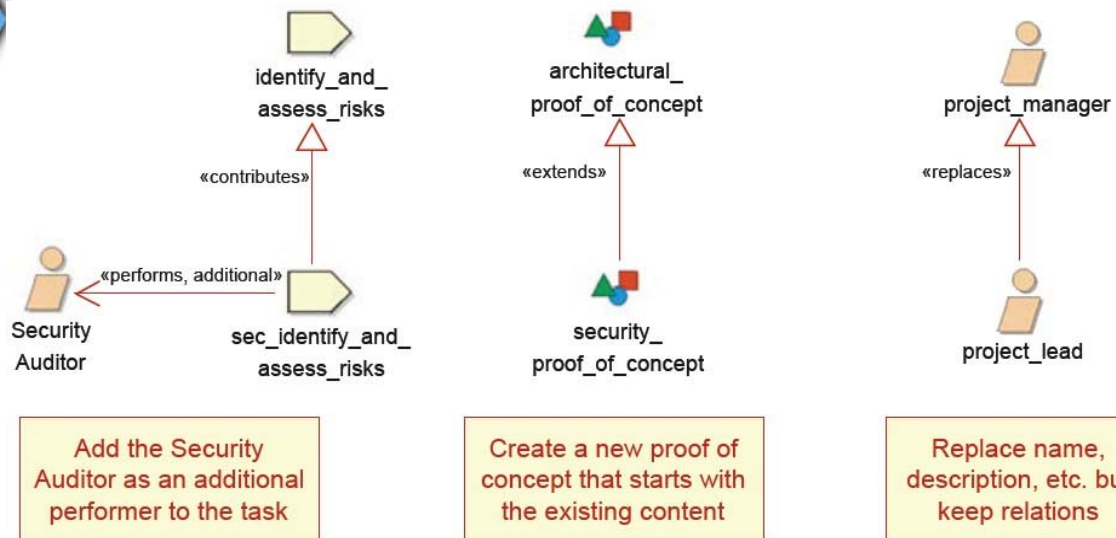 identify_and_
assess_risks
«contributes»
«performs, additional»
Security
Auditor
sec_identify_and_
assess_risks
Add the Security
Auditor as an additional
performer to the task
architectural_
proof_of_concept
«extends»
security_
proof_of_concept
Create a new proof of
concept that starts with
the existing content
project_manager
«replaces»
project_lead
Replace name,
description, etc. bu
keep relations